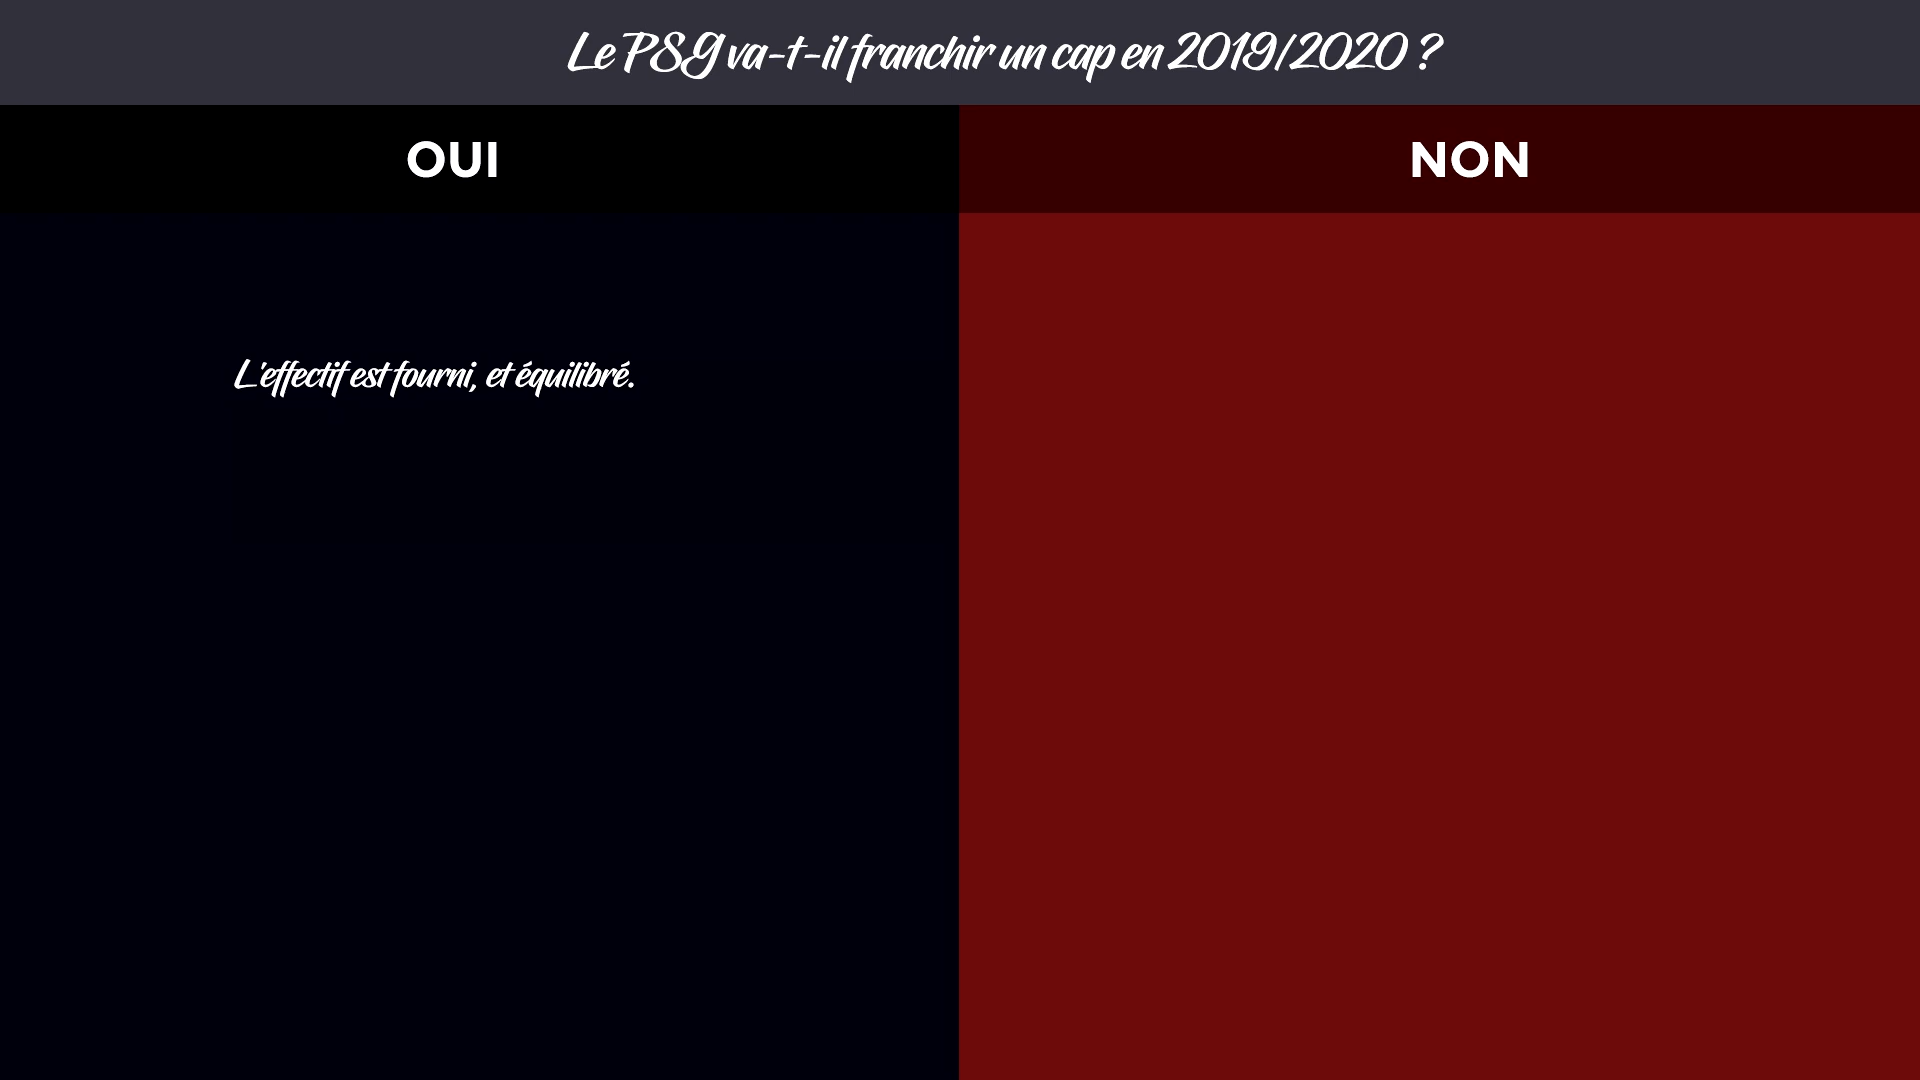 Le PSG va-t-il franchir un cap en 2019/2020 ?
OUI
NON
L'effectif est fourni, et équilibré.